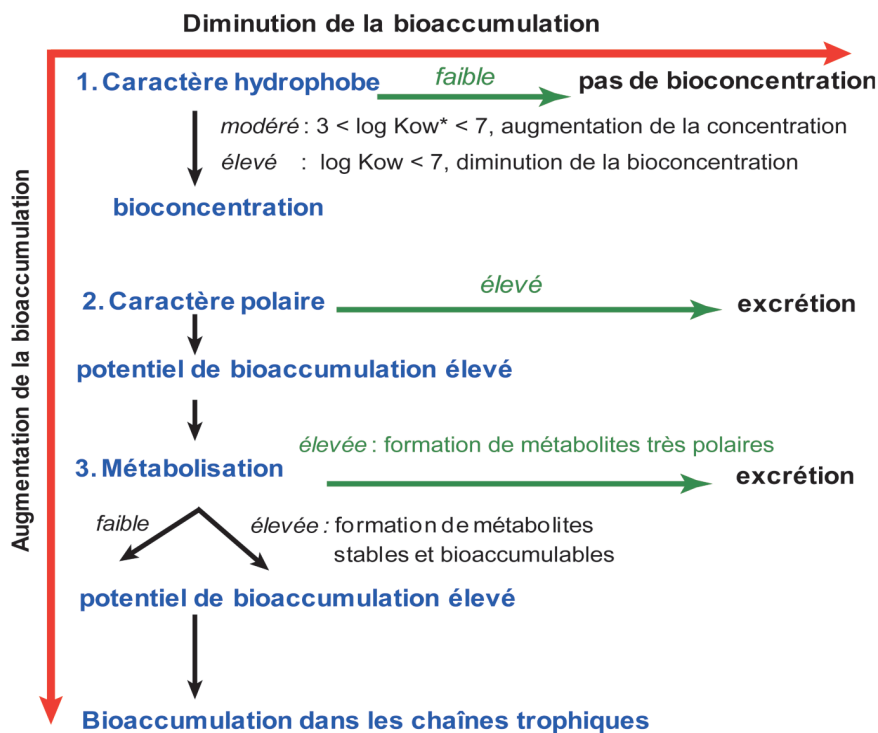 Diminution de la bioaccumulation
Augmentation de la bioaccumulation
1. Caractère hydrophobe
faible
pas de bioconcentration
modéré : 3 < log Kow* < 7, augmentation de la concentration
élevé : log Kow < 7, diminution de la bioconcentration
bioconcentration
2. Caractère polaire
élevé
excrétion
potentiel de bioaccumulation élevé
3. Métabolisation
élevée : formation de métabolites très polaires
excrétion
faible
élevée : formation de métabolites
stables et bioaccumulables
potentiel de bioaccumulation élevé
Bioaccumulation dans les chaînes trophiques